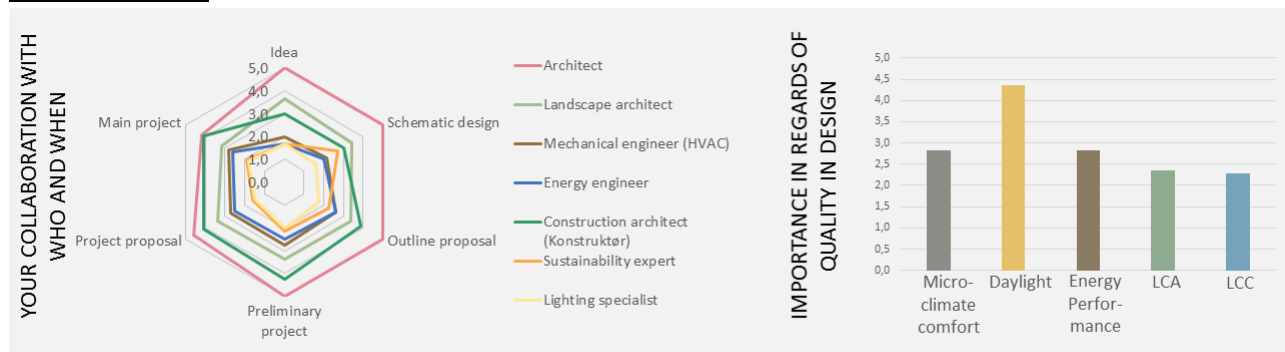 YOUR COLLABORATION WITH
WHO AND WHEN
Idea
5,0
4,0
3,0
2,0
1,0
0,0
Main project
Schematic design
Project proposal
Outline proposal
Preliminary
project
Architect
Landscape architect
Mechanical engineer (HVAC)
Energy engineer
Construction architect
(Konstruktør)
Sustainability expert
Lighting specialist
IMPORTANCE IN REGARDS OF
QUALITY IN DESIGN
5,0
4,5
4,0
3,5
3,0
2,5
2,0
1,5
1,0
0,5
0,0
Micro-
climate
comfort
Daylight
Energy
Perfor-
mance
LCA
LCC